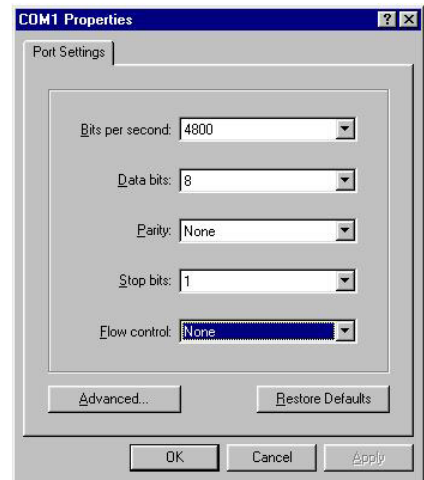 COM1 Properties ? ×
Port Settings
Bits per second: 4800
Data bits: 8
Parity: None
Stop bits: 1
Flow control: None
Advanced... Restore Defaults
OK Cancel Apply